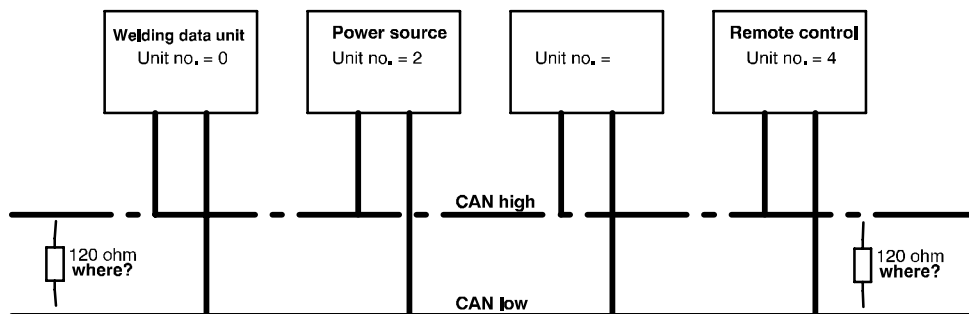 Welding data unit
Unit no. = 0
Power source
Unit no. = 2
Unit no. =
Remote control
Unit no. = 4
CAN high
120 ohm
where?
120 ohm
where?
CAN low